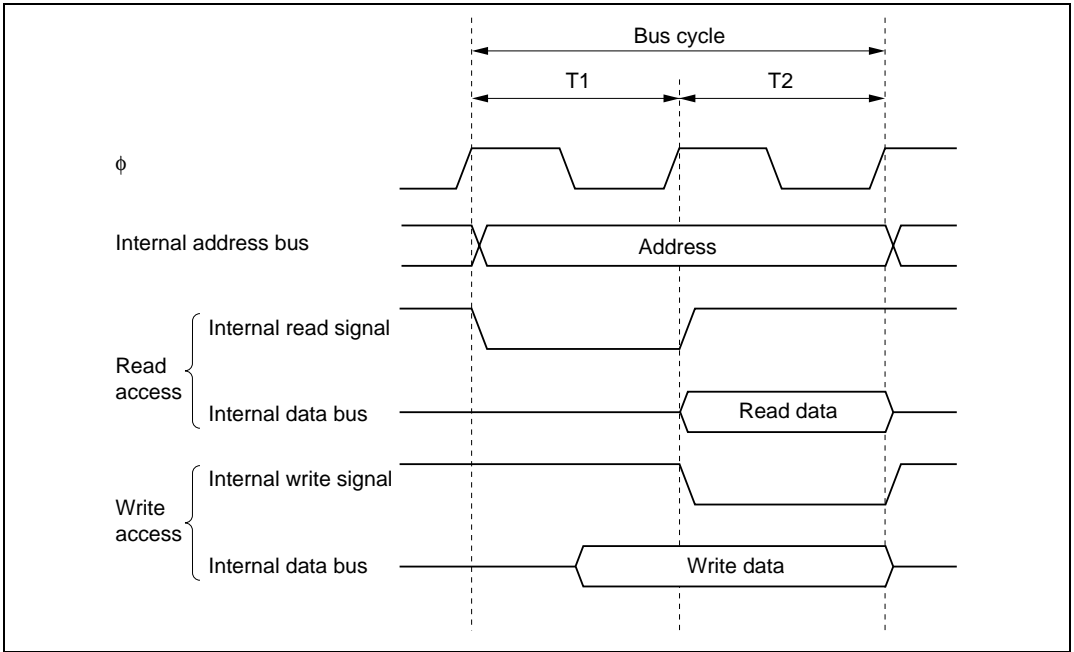 Bus cycle
T1
T2
ϕ
Internal address bus
Address
Internal read signal
Read
access
Internal data bus
Read data
Internal write signal
Write
access
Internal data bus
Write data